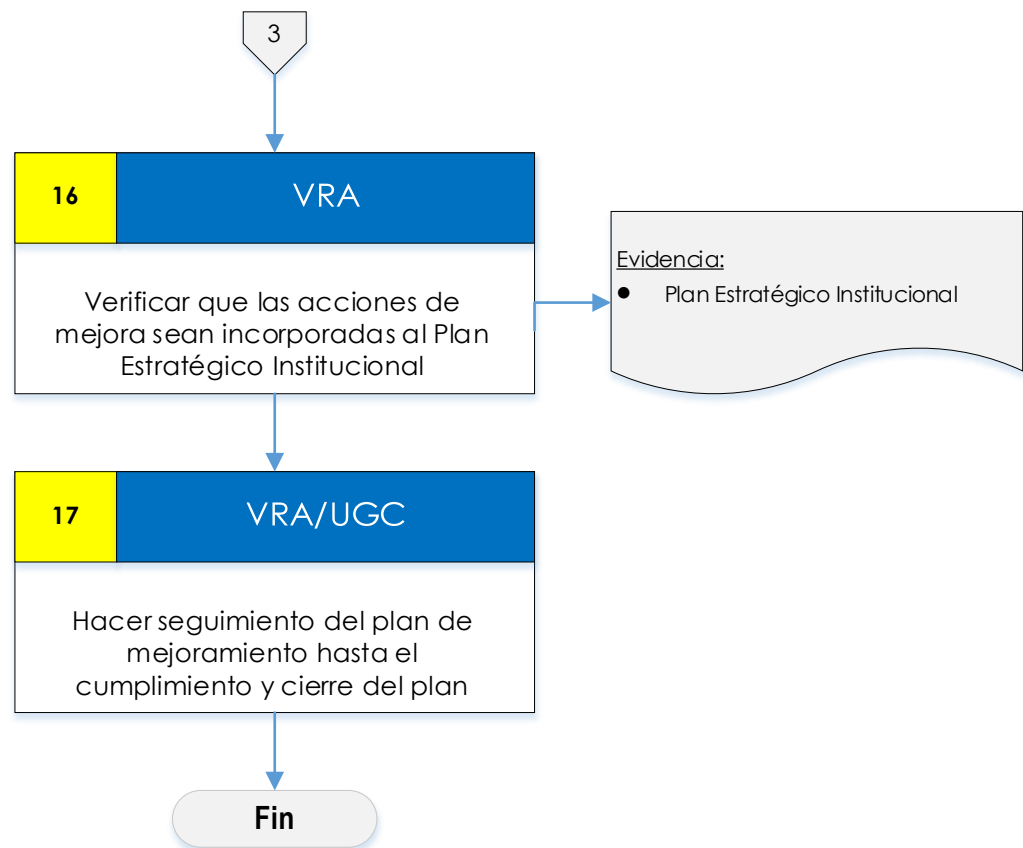 3
16
VRA
Verificar que las acciones de
mejora sean incorporadas al Plan
Estratégico Institucional
Evidencia:
● Plan Estratégico Institucional
17
VRA/UGC
Hacer seguimiento del plan de
mejoramiento hasta el
cumplimiento y cierre del plan
Fin